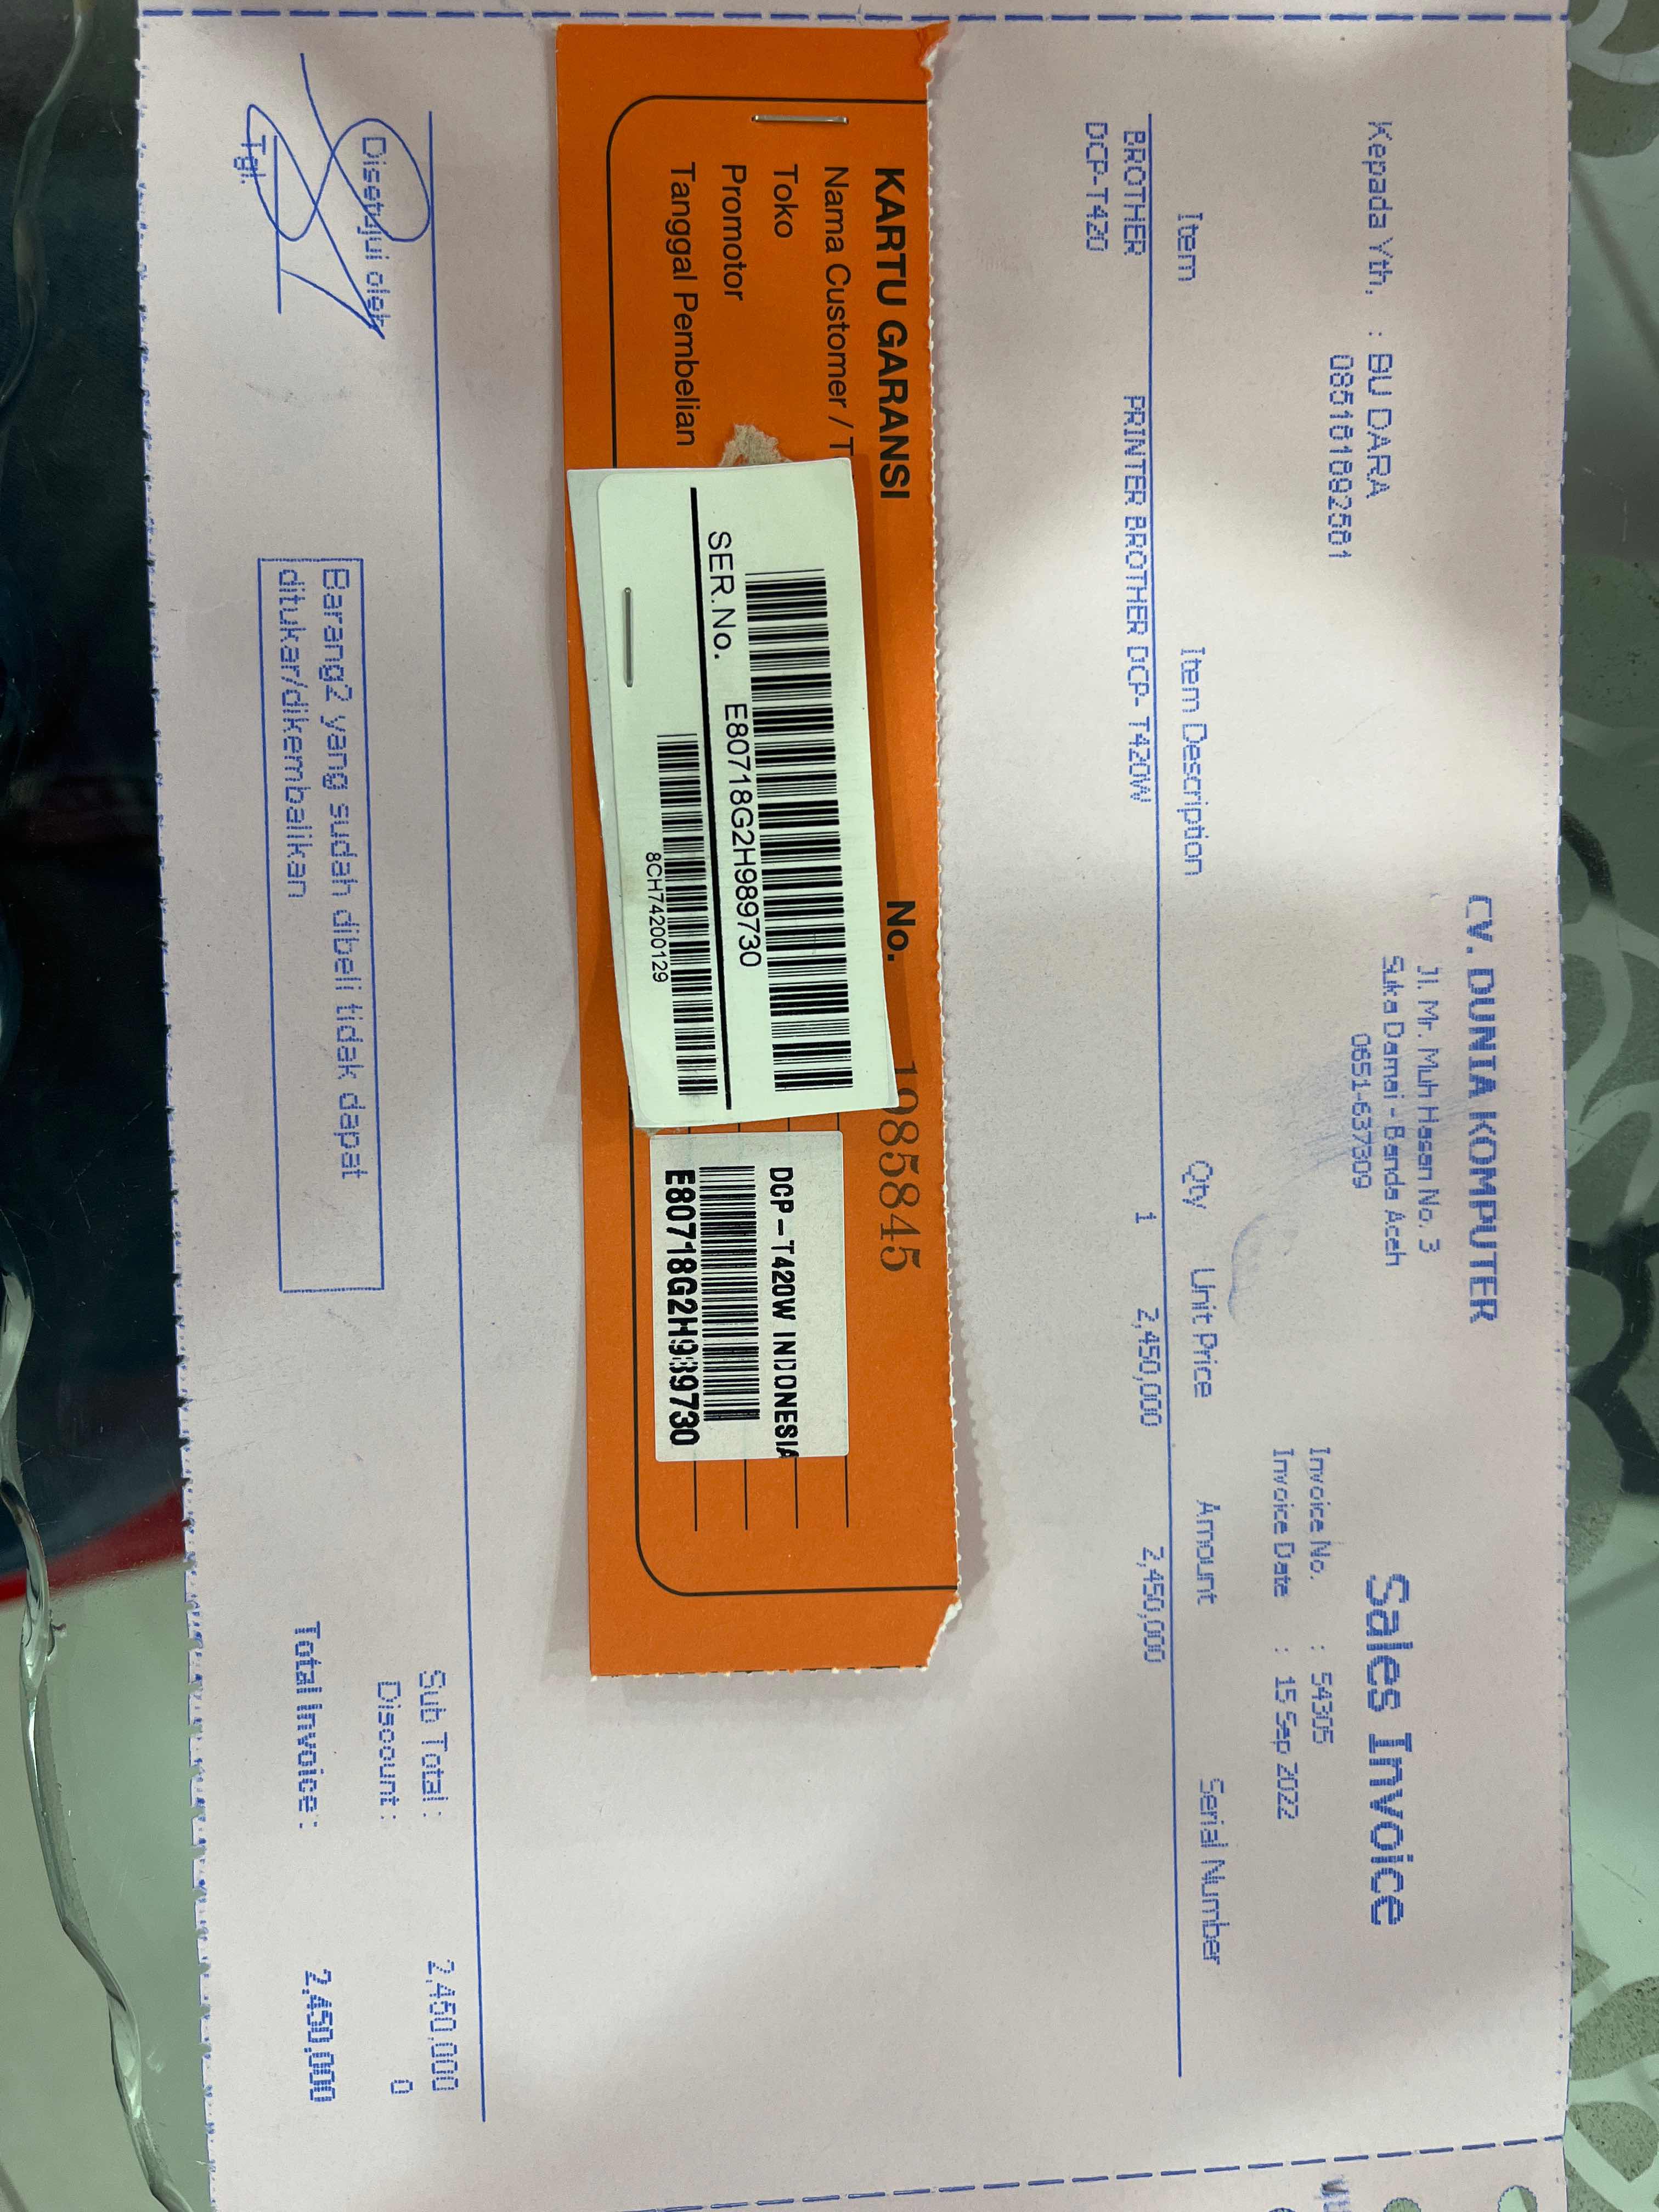 CV. DUNIA KOMPUTER
Jl. Mr. Muh Hasan No. 3
Suka Damai - Banda Aceh
0651-637309
Sales Invoice
Kepada Yth, : BU DARA
085181892581
Invoice No. : 54305
Invoice Date : 15 Sep 2022
Item Item Description Qty Unit Price Amount Serial Number
BROTHER PRINTER BROTHER DCP- T420W 1 2,450,000 2,450,000
DCP-T420
KARTU GARANSI No. 1985845
Nama Customer / T
Toko
Promotor
Tanggal Pembelian
SER.No. E80718G2H989730
8CH74200129
DCP-T420W INDONESIA
E80718G2H989730
Sub Total : 2,450,000
Discount : 0
Total Invoice : 2,450,000
Disetujui oleh
Tgl.
Barang2 yang sudah dibeli tidak dapat
ditukar/dikembalikan